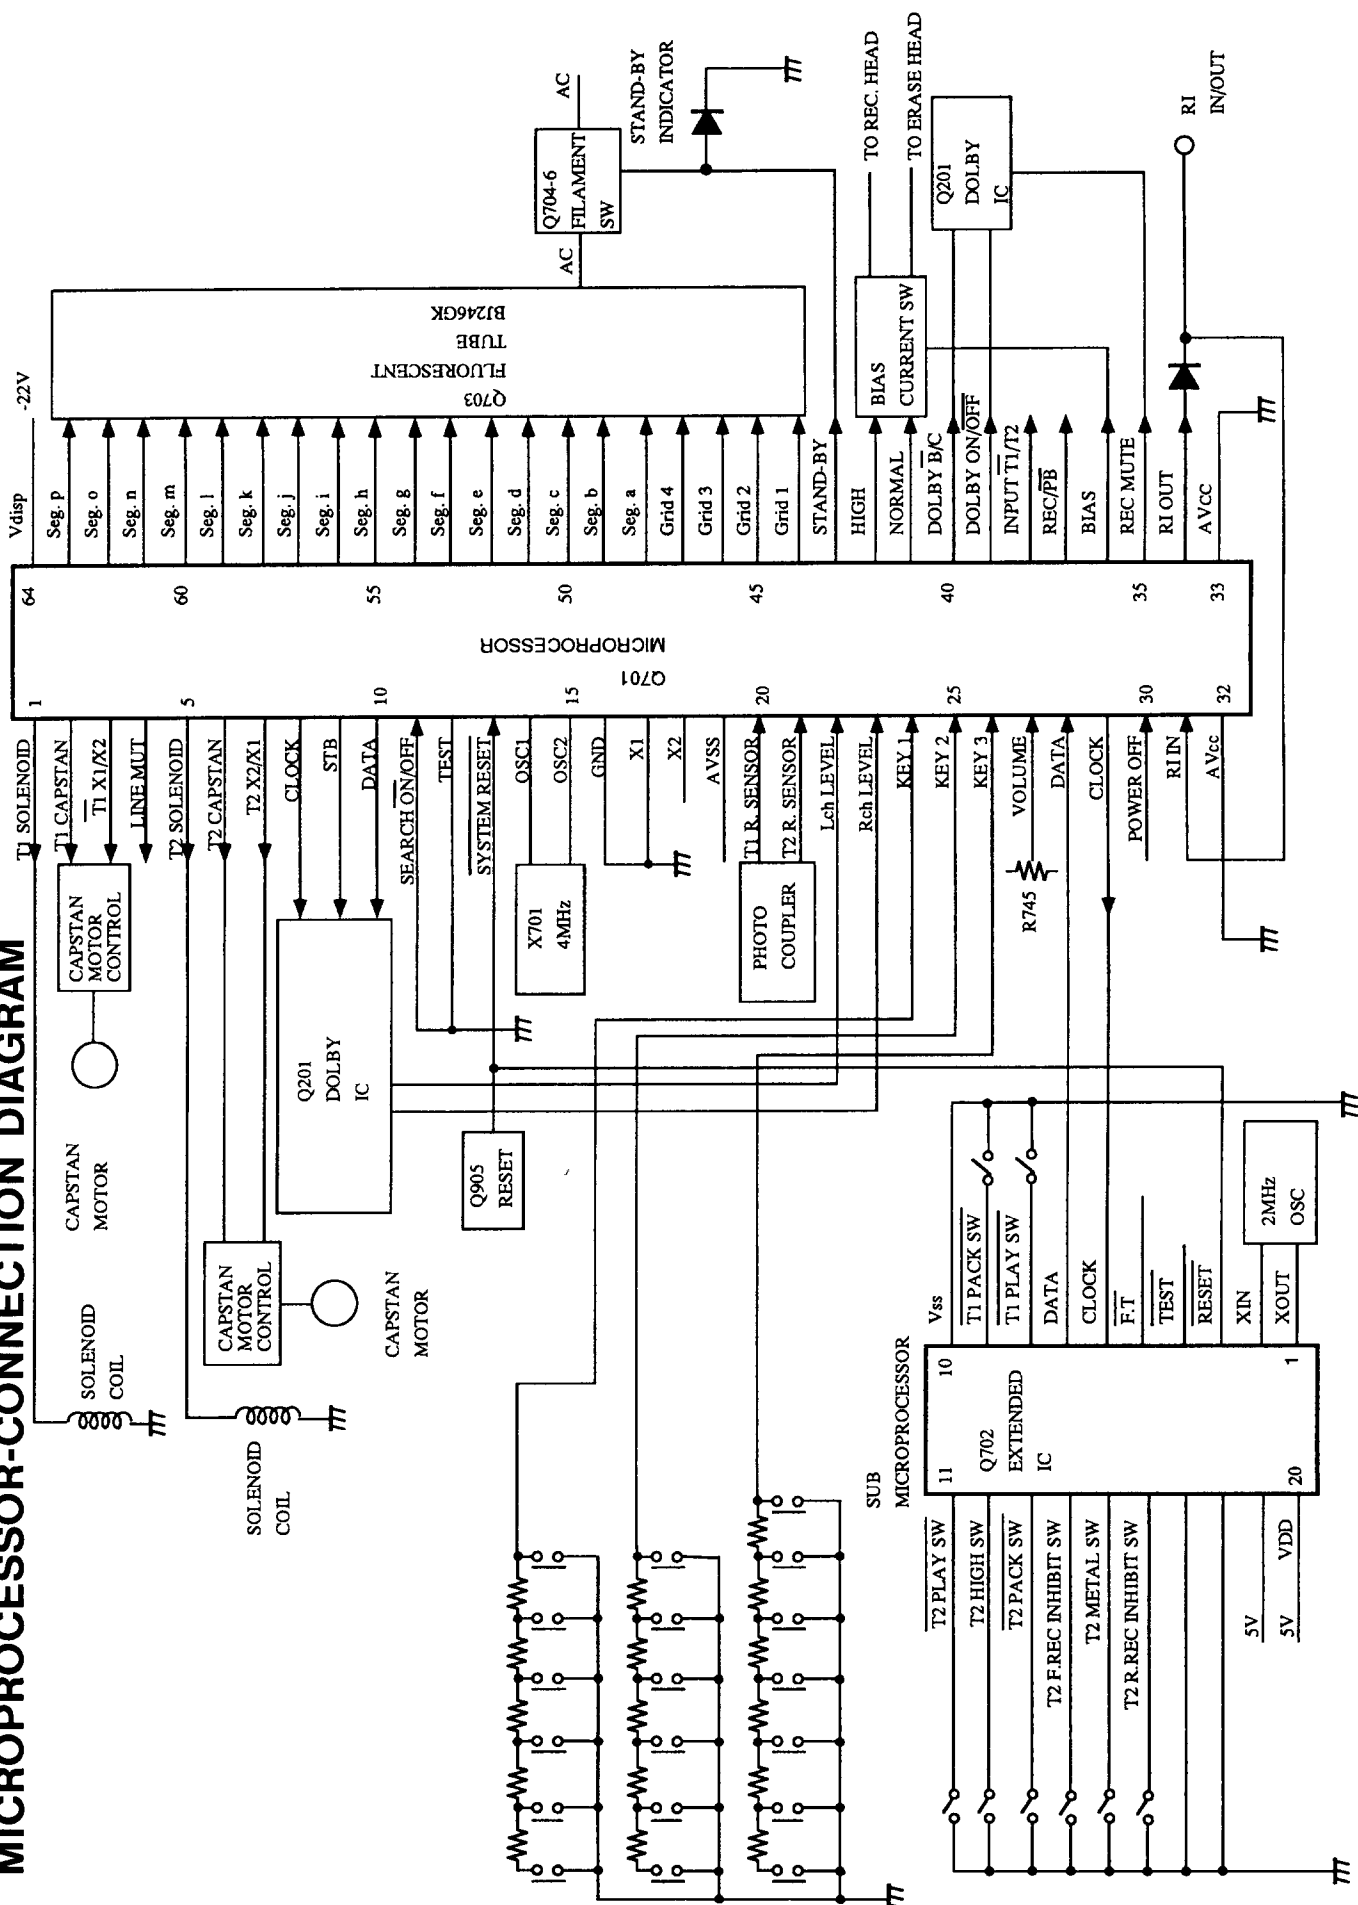 MICROPROCESSOR-CONNECTION DIAGRAM
Vdisp
-22V
Seg. p
Seg. o
Seg. n
Seg. m
Seg. l
Seg. k
Seg. j
Seg. i
Seg. h
Seg. g
Seg. f
Seg. e
Seg. d
Seg. c
Seg. b
Seg. a
Grid 4
Grid 3
Grid 2
Grid 1
STAND-BY
HIGH
NORMAL
DOLBY B/C
DOLBY ON/OFF
INPUT T1/T2
REC/PB
BIAS
REC MUTE
RI OUT
AVCC
Q703
FLUORESCENT
TUBE
BJ246GK
AC
Q704-6
FILAMENT
SW
AC
STAND-BY
INDICATOR
BIAS
CURRENT SW
TO REC. HEAD
TO ERASE HEAD
Q201
DOLBY
IC
RI
IN/OUT
64
60
55
50
45
40
35
33
Q701
MICROPROCESSOR
1
5
10
15
20
25
30
32
T1 SOLENOID
T1 CAPSTAN
T1 X1/X2
LINE MUT
T2 SOLENOID
T2 CAPSTAN
T2 X2/X1
CLOCK
STB
DATA
SEARCH ON/OFF
TEST
SYSTEM RESET
OSC1
OSC2
GND
X1
X2
AVSS
T1 R. SENSOR
T2 R. SENSOR
Lch LEVEL
Rch LEVEL
KEY 1
KEY 2
KEY 3
VOLUME
DATA
CLOCK
POWER OFF
RI IN
AVcc
CAPSTAN
MOTOR
CONTROL
CAPSTAN
MOTOR
SOLENOID
COIL
CAPSTAN
MOTOR
CONTROL
CAPSTAN
MOTOR
SOLENOID
COIL
Q201
DOLBY
IC
Q905
RESET
X701
4MHz
PHOTO
COUPLER
R745
SUB
MICROPROCESSOR
Vss
T1 PACK SW
T1 PLAY SW
DATA
CLOCK
F.T
TEST
RESET
XIN
XOUT
2MHz
OSC
10
1
Q702
EXTENDED
IC
11
20
T2 PLAY SW
T2 HIGH SW
T2 PACK SW
T2 F.REC INHIBIT SW
T2 METAL SW
T2 R.REC INHIBIT SW
5V
5V
VDD